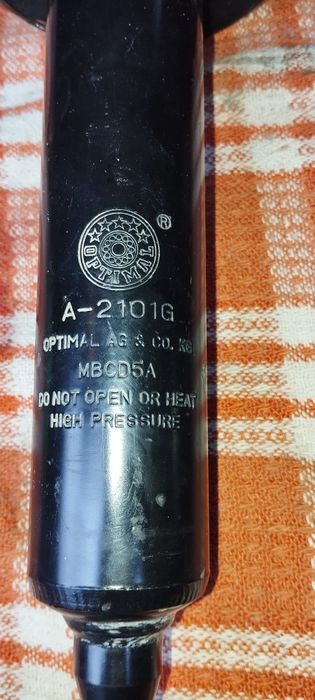 OPTIMAL
®
A-2101G
OPTIMAL AG & CO. KG
MBCD5A
DO NOT OPEN OR HEAT
HIGH PRESSURE